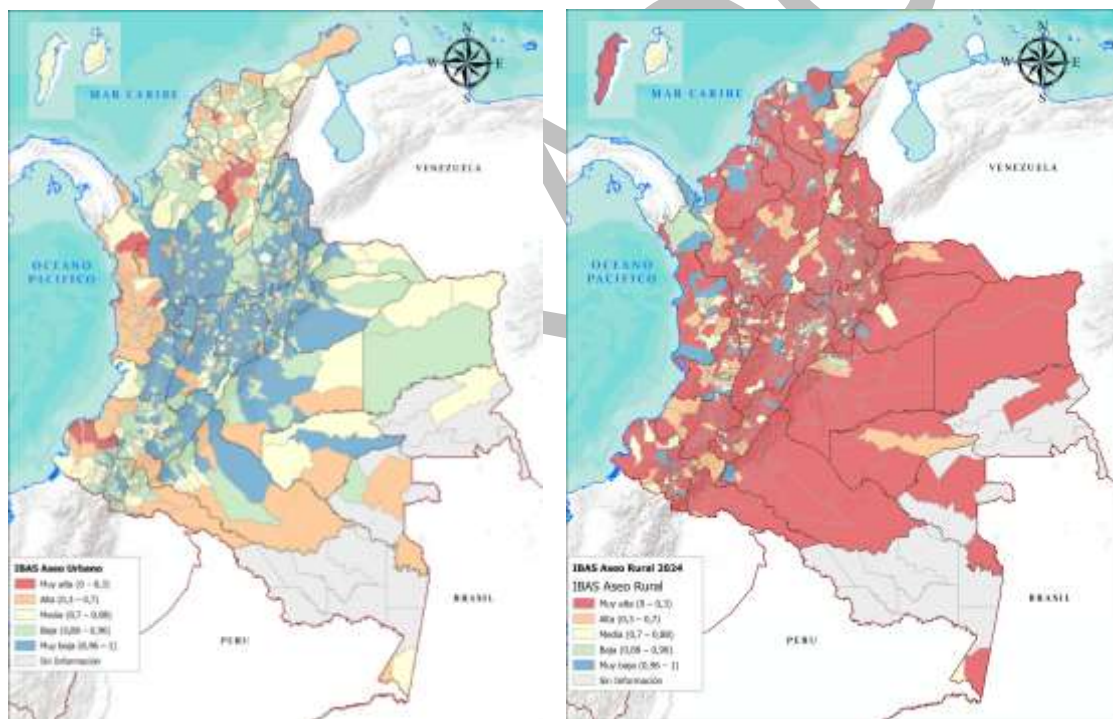 N
W E
S
MAR CARIBE
VENEZUELA
OCEANO
PACIFICO
BRASIL
PERU
IBAS Aseo Urbano
Muy alta (0 – 0,3)
Alta (0,3 – 0,7)
Media (0,7 – 0,88)
Baja (0,88 – 0,96)
Muy baja (0,96 – 1)
Sin Información
N
W E
S
MAR CARIBE
VENEZUELA
OCEANO
PACIFICO
BRASIL
PERU
IBAS Aseo Rural 2024
IBAS Aseo Rural
Muy alta (0 – 0,3)
Alta (0,3 – 0,7)
Media (0,7 – 0,88)
Baja (0,88 – 0,96)
Muy baja (0,96 – 1)
Sin Información